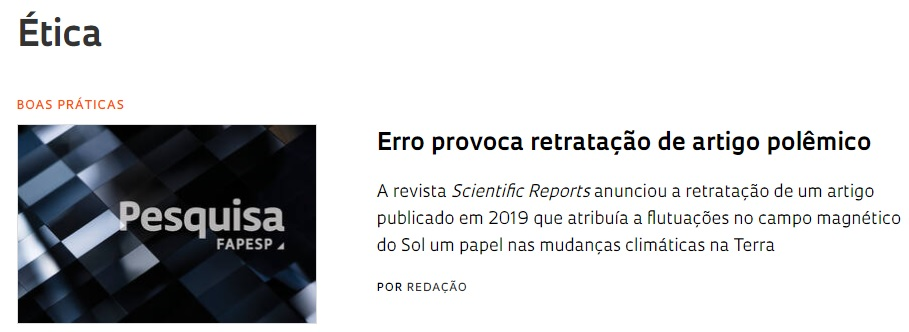 Ética
BOAS PRÁTICAS
Pesquisa
FAPESP
Erro provoca retratação de artigo polêmico
A revista Scientific Reports anunciou a retratação de um artigo
publicado em 2019 que atribuía a flutuações no campo magnético
do Sol um papel nas mudanças climáticas na Terra
POR REDAÇÃO